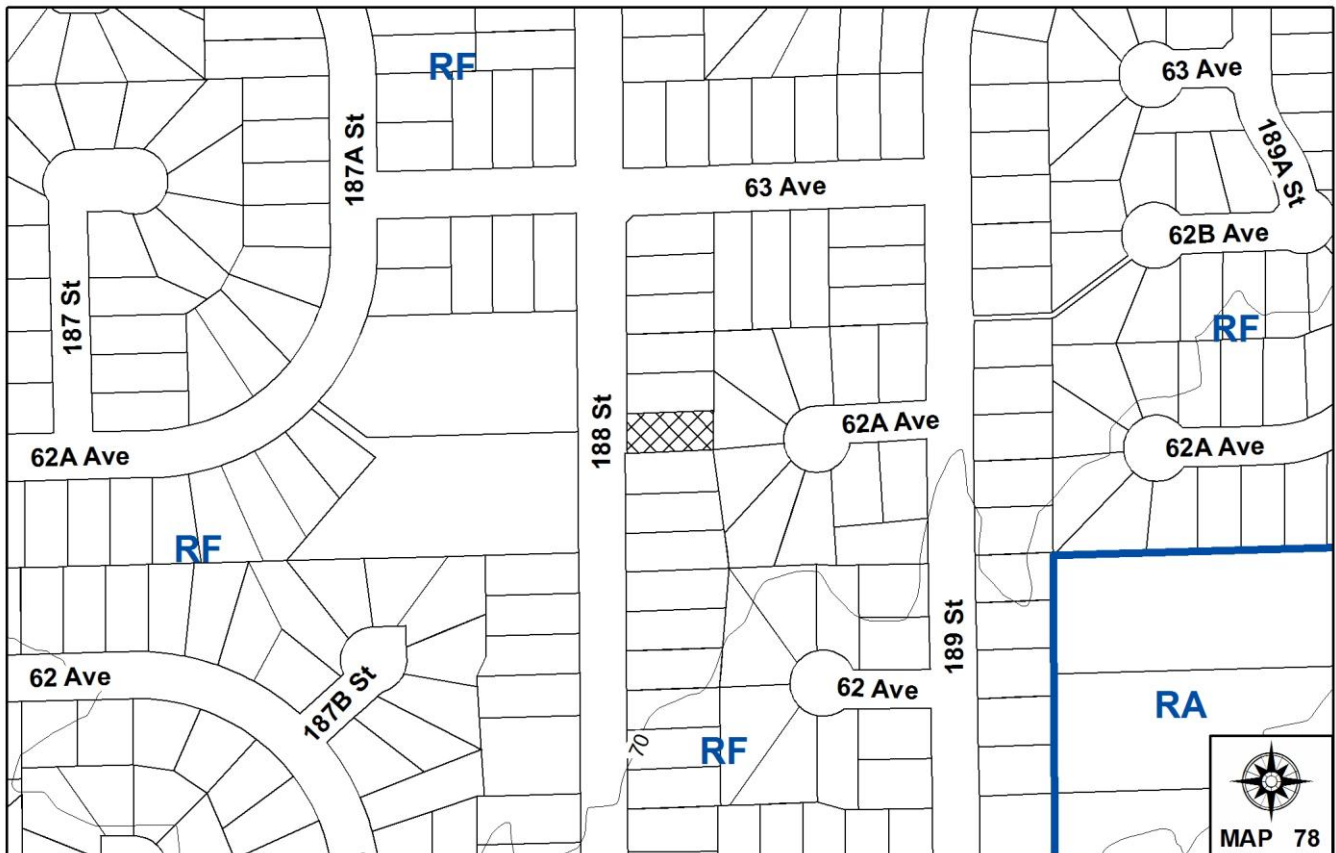 RF
63 Ave
187A St
189A St
63 Ave
62B Ave
187 St
RF
188 St
62A Ave
62A Ave
62A Ave
RF
189 St
62 Ave
187B St
62 Ave
RA
70
RF
MAP 78